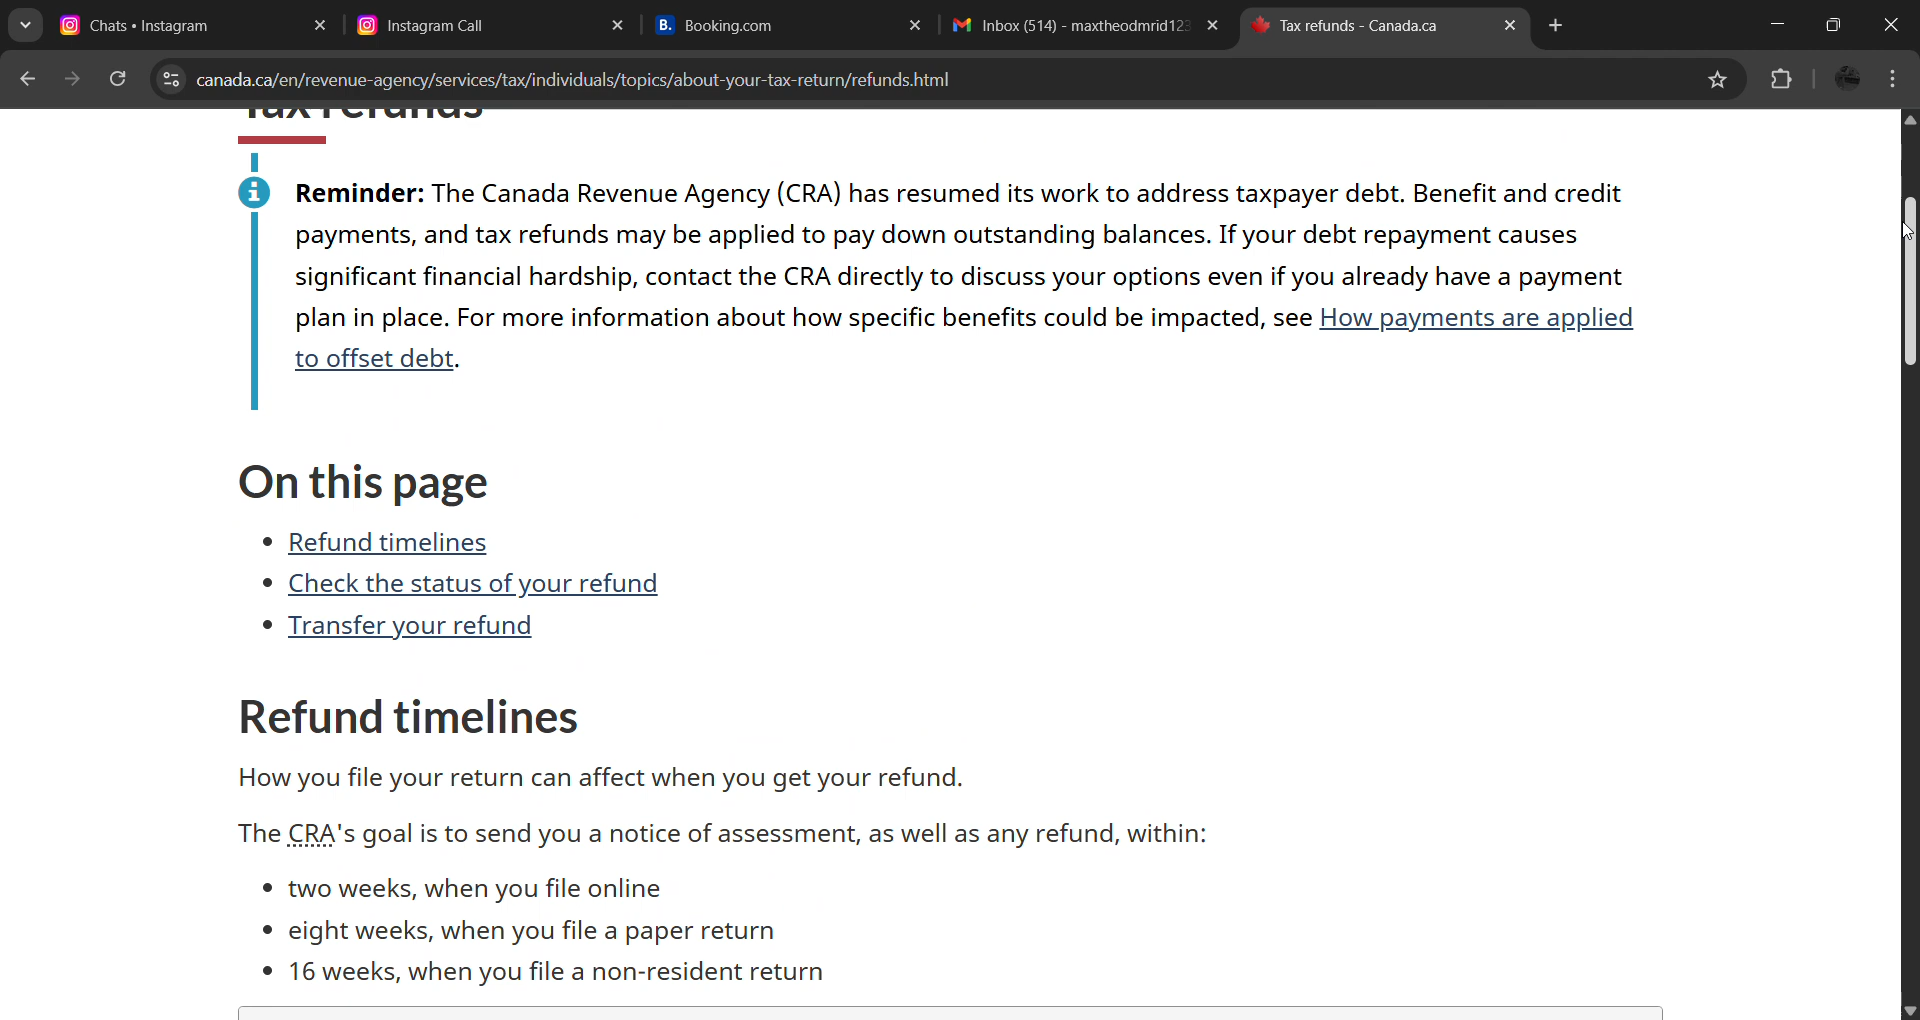 Chats • Instagram
Instagram Call
Booking.com
Inbox (514) - maxtheodmrid123
Tax refunds - Canada.ca
canada.ca/en/revenue-agency/services/tax/individuals/topics/about-your-tax-return/refunds.html
Tax refunds
Reminder: The Canada Revenue Agency (CRA) has resumed its work to address taxpayer debt. Benefit and credit
payments, and tax refunds may be applied to pay down outstanding balances. If your debt repayment causes
significant financial hardship, contact the CRA directly to discuss your options even if you already have a payment
plan in place. For more information about how specific benefits could be impacted, see How payments are applied
to offset debt.
On this page
• Refund timelines
• Check the status of your refund
• Transfer your refund
Refund timelines
How you file your return can affect when you get your refund.
The CRA's goal is to send you a notice of assessment, as well as any refund, within:
• two weeks, when you file online
• eight weeks, when you file a paper return
• 16 weeks, when you file a non-resident return